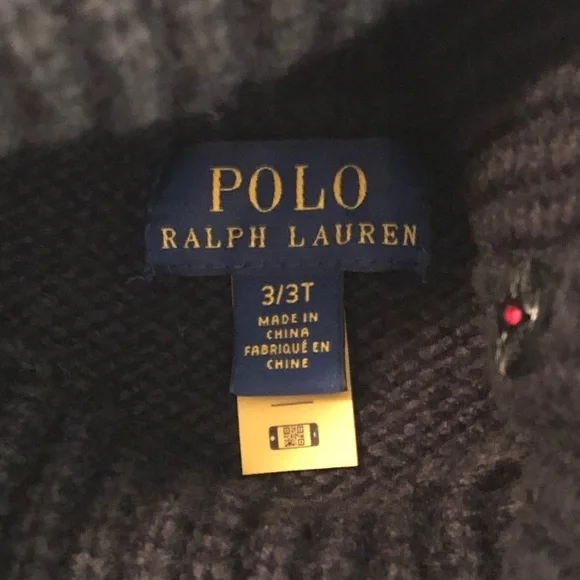 POLO
RALPH LAUREN
3/3T
MADE IN
CHINA
FABRIQUÉ EN
CHINE